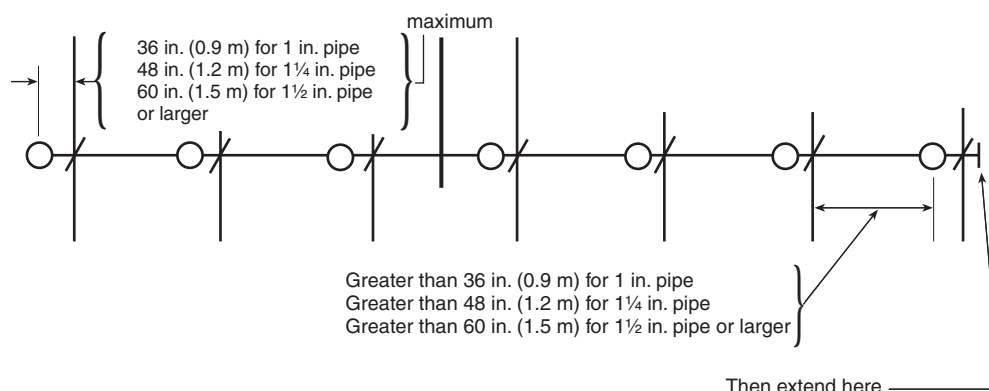 maximum
36 in. (0.9 m) for 1 in. pipe
48 in. (1.2 m) for 1¼ in. pipe
60 in. (1.5 m) for 1½ in. pipe
or larger
Greater than 36 in. (0.9 m) for 1 in. pipe
Greater than 48 in. (1.2 m) for 1¼ in. pipe
Greater than 60 in. (1.5 m) for 1½ in. pipe or larger
Then extend here